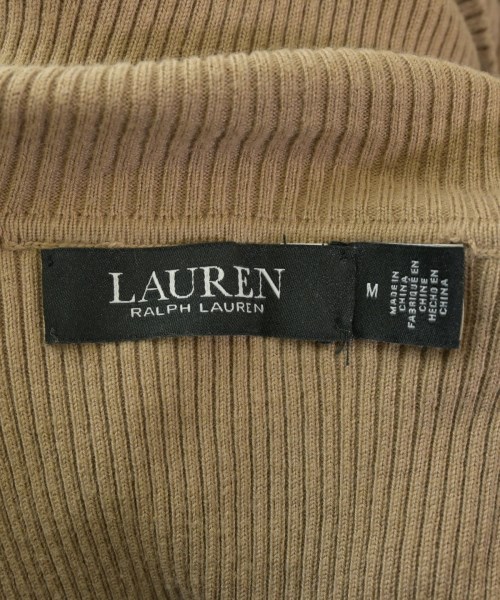 LAUREN
RALPH LAUREN
M
MADE IN
CHINA
FABRIQUÉ EN
CHINE
HECHO EN
CHINA